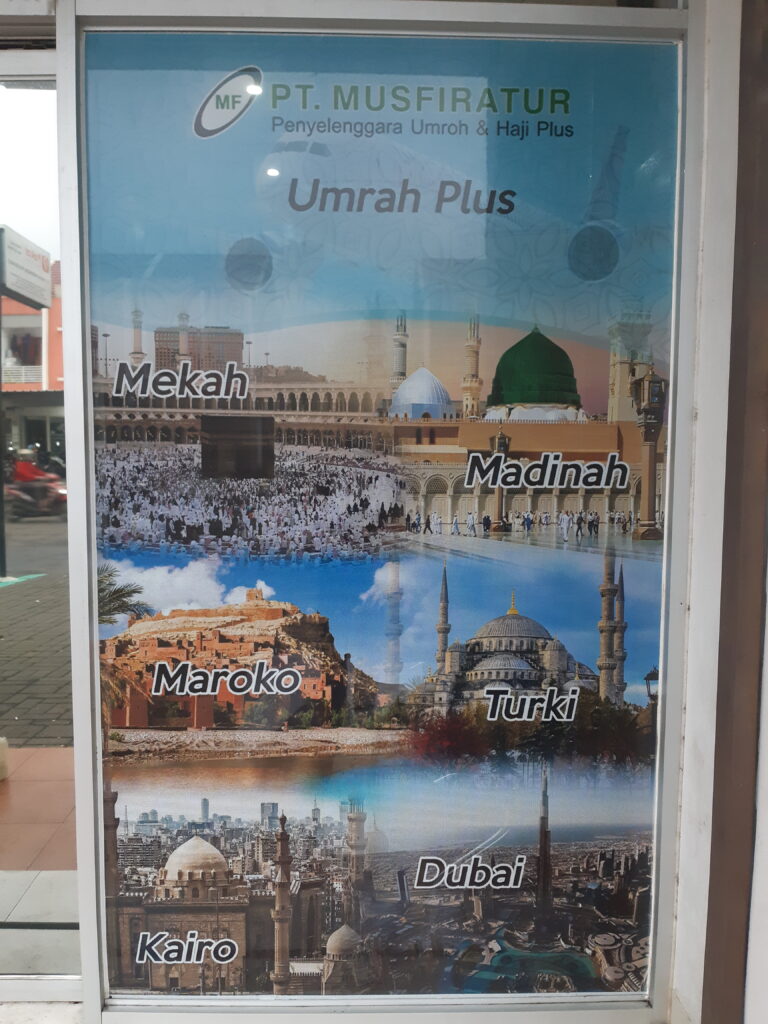 MF
PT. MUSFIRATUR
Penyelenggara Umroh & Haji Plus
Umrah Plus
Mekah
Madinah
Maroko
Turki
Dubai
Kairo